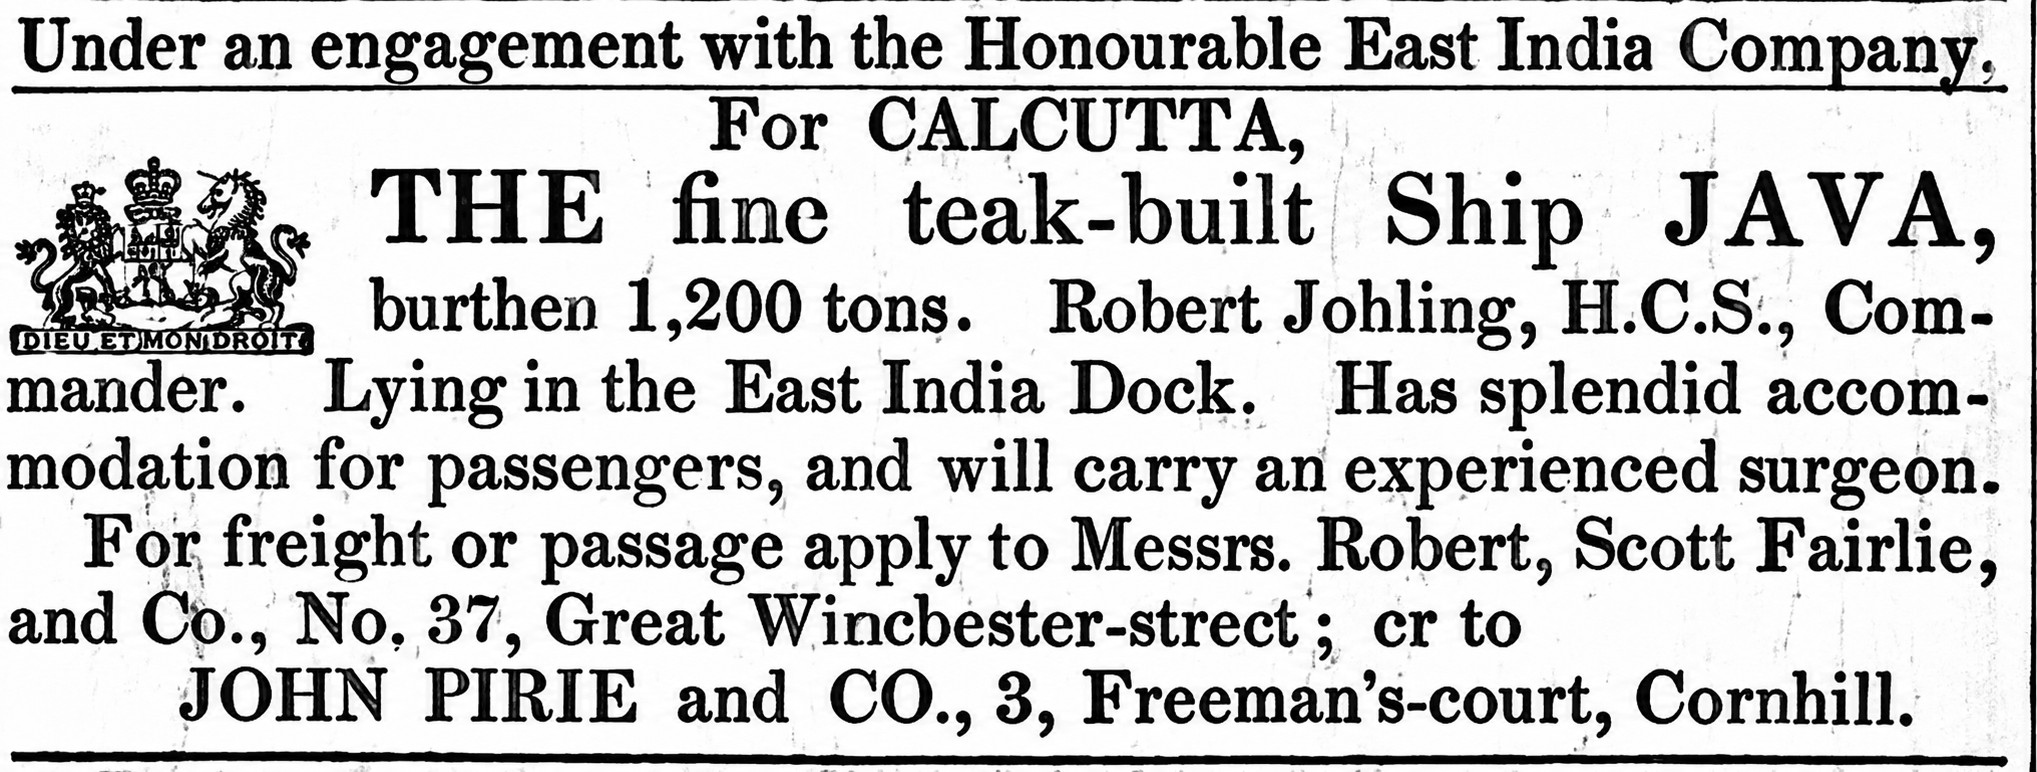 Under an engagement with the Honourable East India Company,
For CALCUTTA,
THE fine teak-built Ship JAVA,
burthen 1,200 tons. Robert Johling, H.C.S., Com-
DIEU ET MON DROIT
mander. Lying in the East India Dock. Has splendid accom-
modation for passengers, and will carry an experienced surgeon.
For freight or passage apply to Messrs. Robert, Scott Fairlie,
and Co., No. 37, Great Wincbester-strect; cr to
JOHN PIRIE and CO., 3, Freeman's-court, Cornhill.